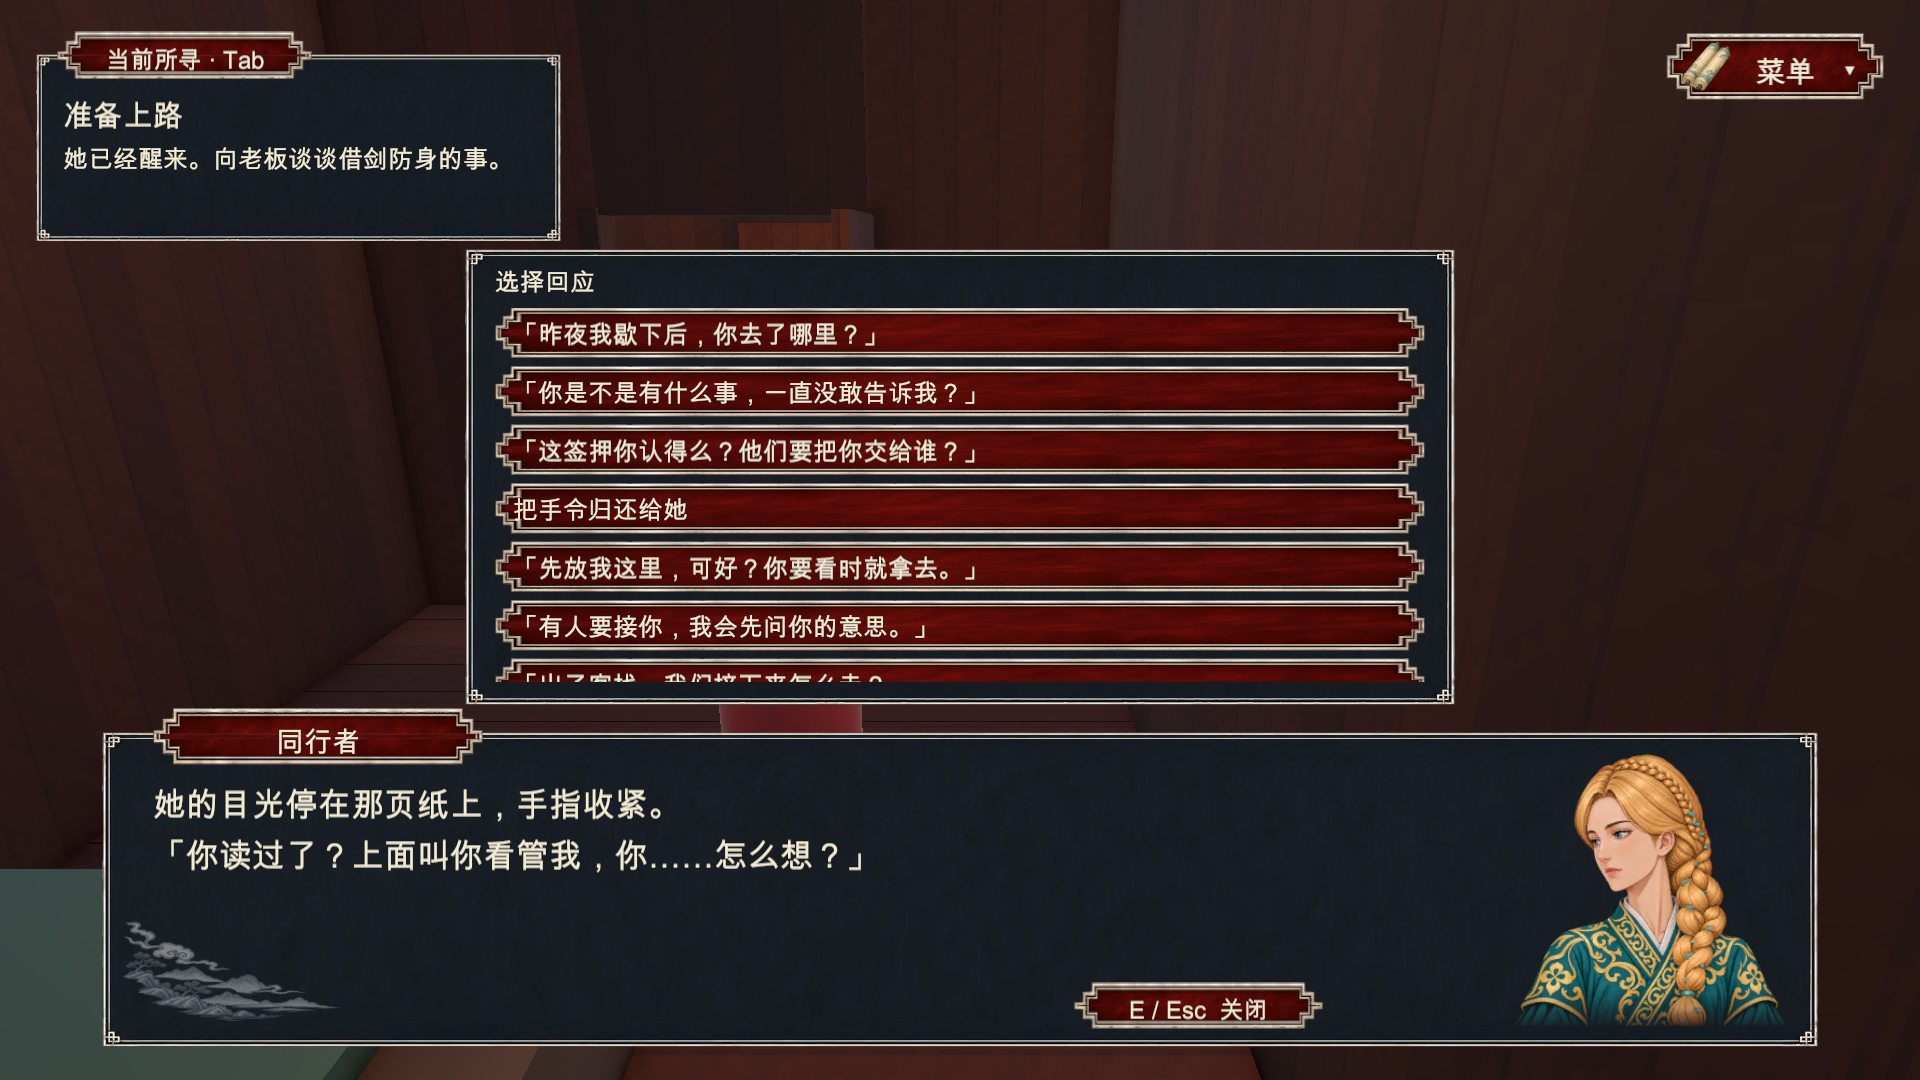 当前所寻 · Tab
菜单
准备上路
她已经醒来。向老板谈谈借剑防身的事。
选择回应
「昨夜我歇下后，你去了哪里？」
「你是不是有什么事，一直没敢告诉我？」
「这签押你认得么？他们要把你交给谁？」
把手令归还给她
「先放我这里，可好？你要看时就拿去。」
「有人要接你，我会先问你的意思。」
同行者
她的目光停在那页纸上，手指收紧。
「你读过了？上面叫你看管我，你……怎么想？」
E / Esc 关闭